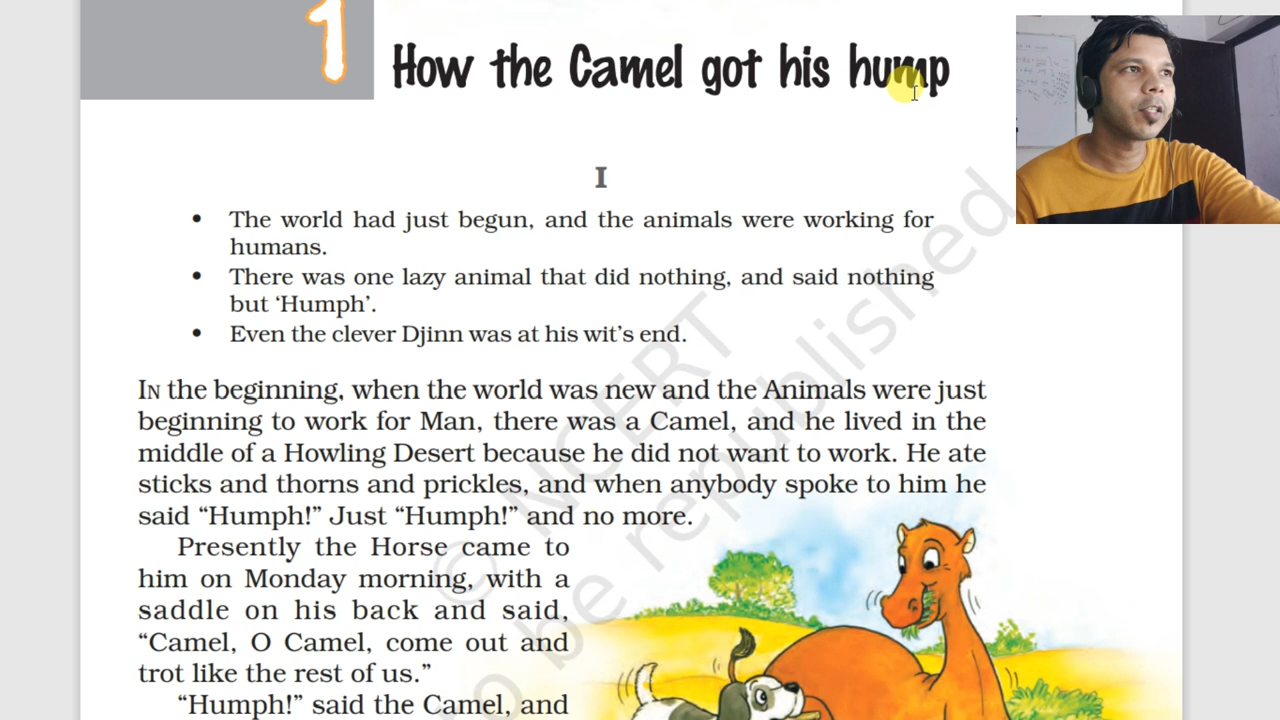 1
How the Camel got his hump
I
• The world had just begun, and the animals were working for
humans.
• There was one lazy animal that did nothing, and said nothing
but ‘Humph’.
• Even the clever Djinn was at his wit’s end.
IN the beginning, when the world was new and the Animals were just
beginning to work for Man, there was a Camel, and he lived in the
middle of a Howling Desert because he did not want to work. He ate
sticks and thorns and prickles, and when anybody spoke to him he
said “Humph!” Just “Humph!” and no more.
Presently the Horse came to
him on Monday morning, with a
saddle on his back and said,
“Camel, O Camel, come out and
trot like the rest of us.”
“Humph!” said the Camel, and
© NCERT
be republished